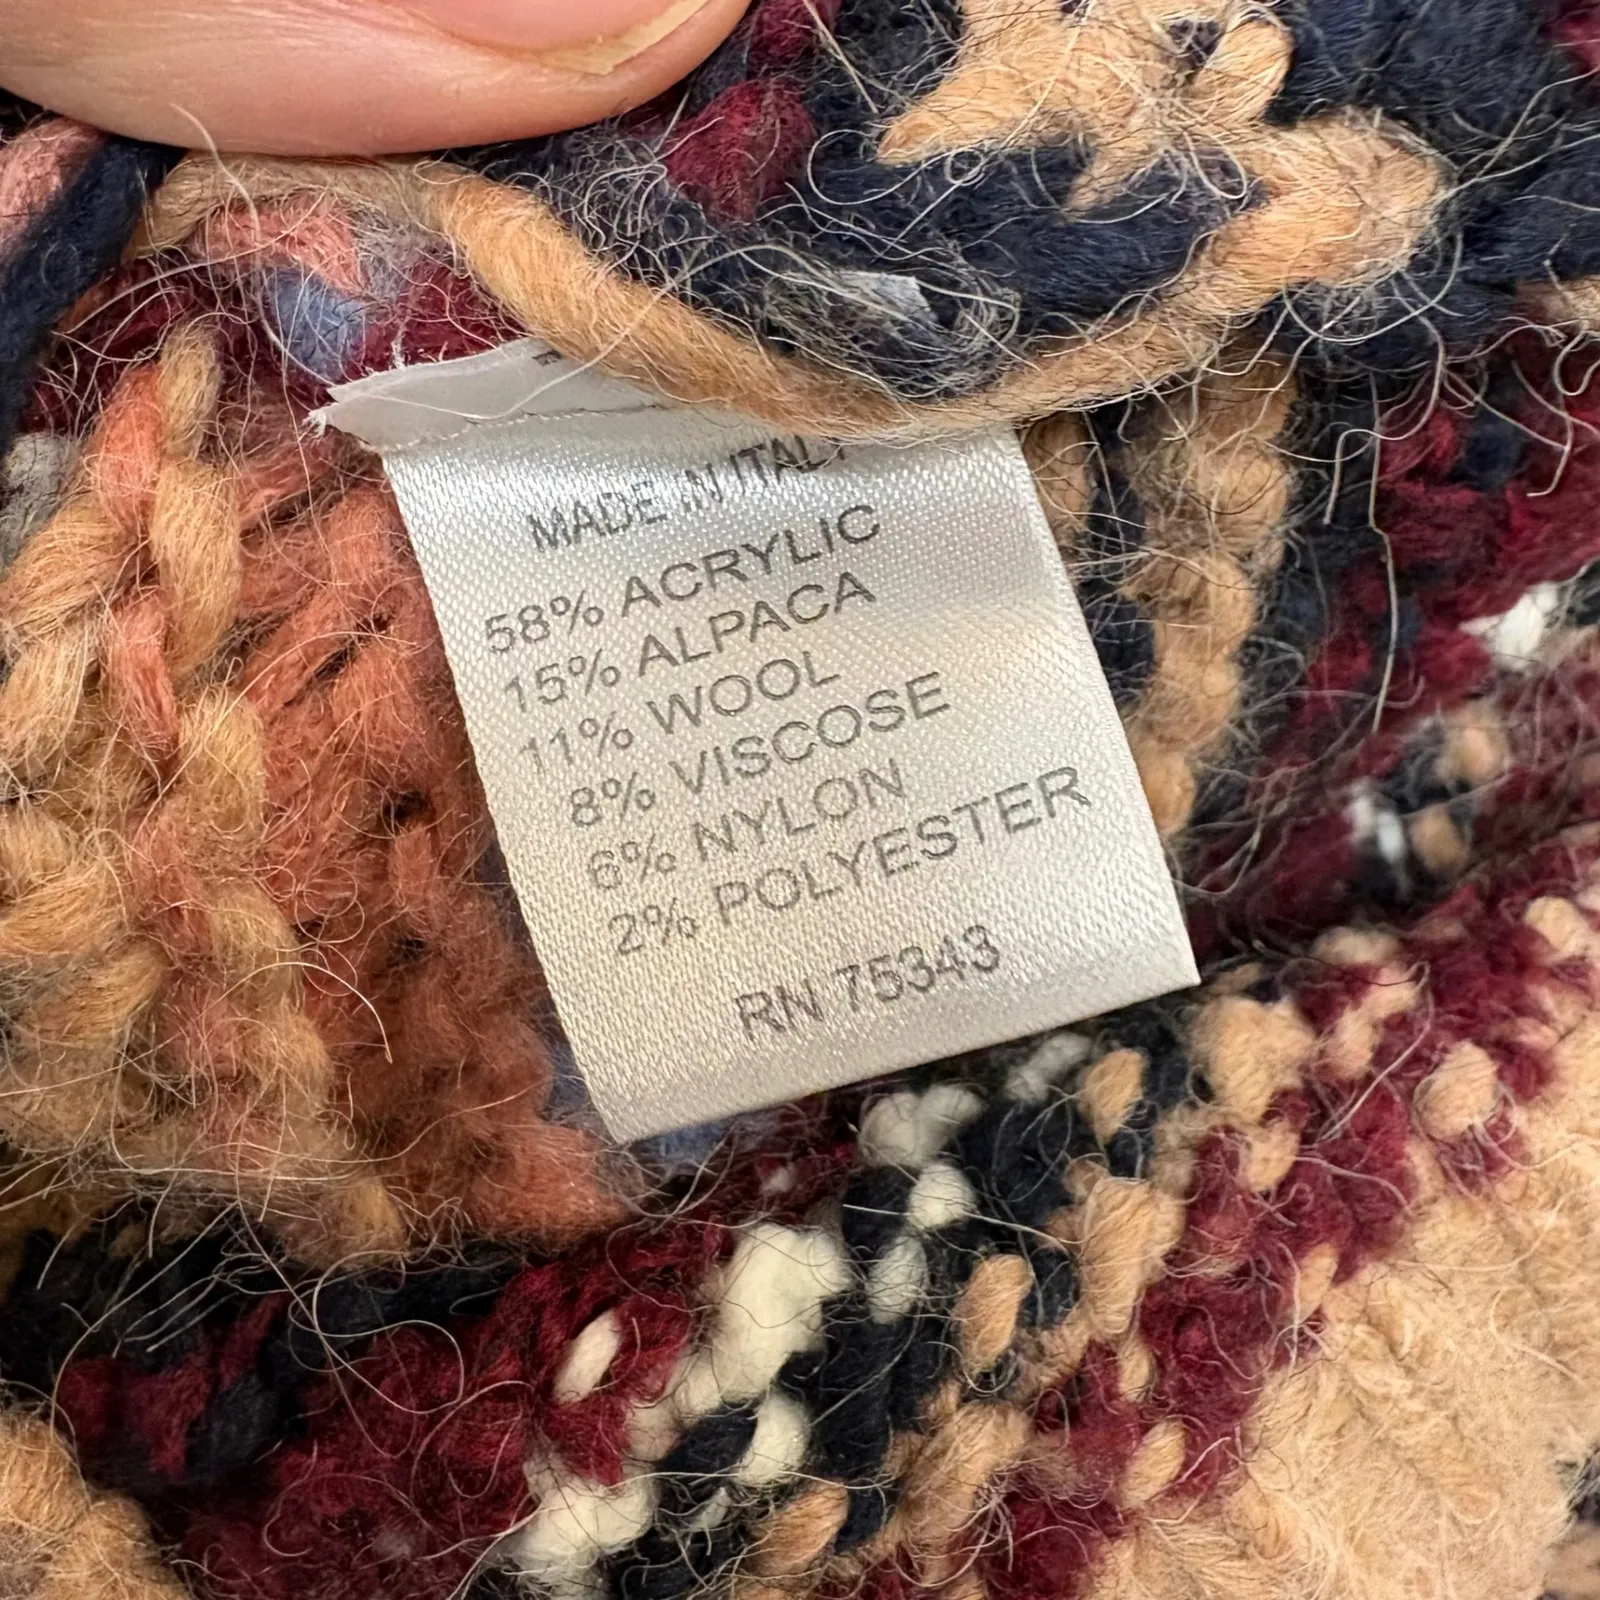 MADE IN ITALY
58% ACRYLIC
15% ALPACA
11% WOOL
8% VISCOSE
6% NYLON
2% POLYESTER
RN 75343